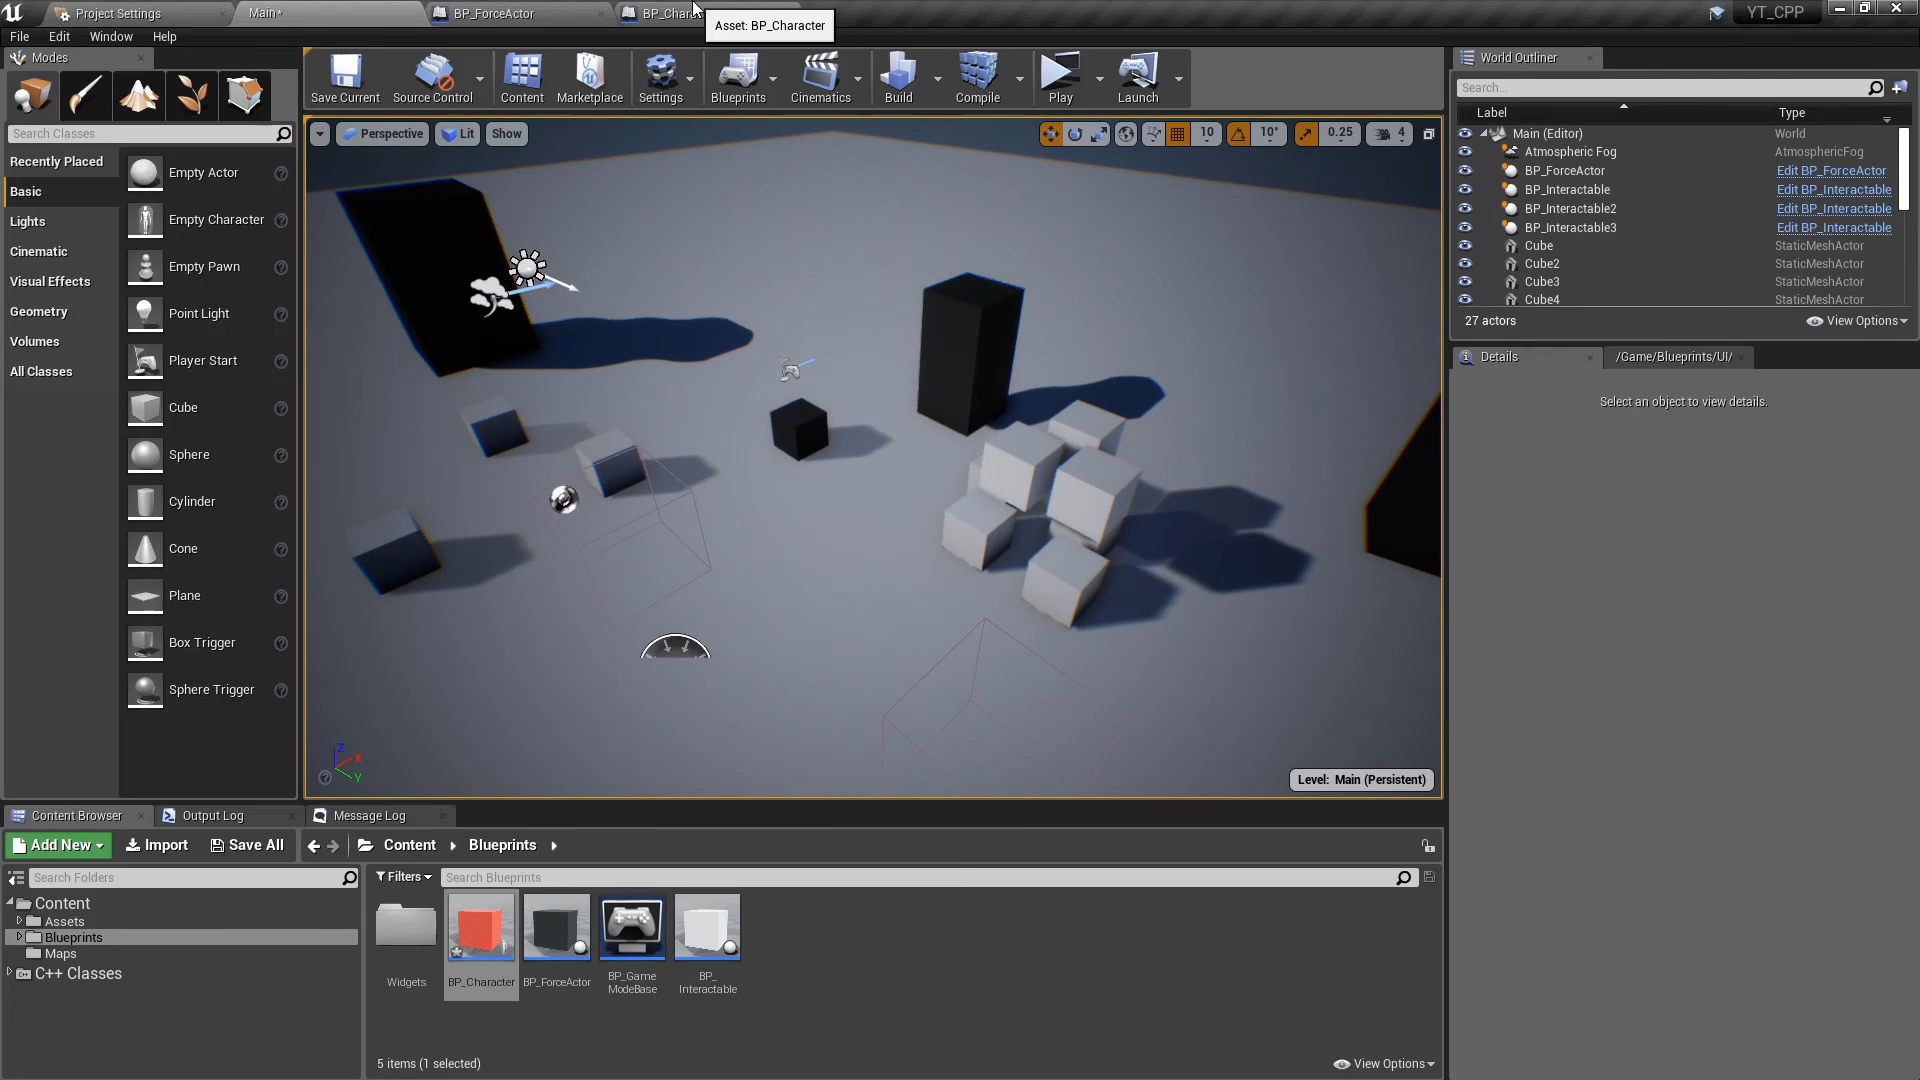 Project Settings
Main*
BP_ForceActor
Asset: BP_Character
YT_CPP
File
Edit
Window
Help
Modes
Save Current
Source Control
Content
Marketplace
Settings
Blueprints
Cinematics
Build
Compile
Play
Launch
World Outliner
Search Classes
Recently Placed
Basic
Lights
Cinematic
Visual Effects
Geometry
Volumes
All Classes
Empty Actor
Empty Character
Empty Pawn
Point Light
Player Start
Cube
Sphere
Cylinder
Cone
Plane
Box Trigger
Sphere Trigger
Perspective
Lit
Show
10
10°
0.25
4
X
Y
Z
Level: Main (Persistent)
Search...
Label
Type
Main (Editor)
World
Atmospheric Fog
AtmosphericFog
BP_ForceActor
Edit BP_ForceActor
BP_Interactable
Edit BP_Interactable
BP_Interactable2
Edit BP_Interactable
BP_Interactable3
Edit BP_Interactable
Cube
StaticMeshActor
Cube2
StaticMeshActor
Cube3
StaticMeshActor
Cube4
StaticMeshActor
27 actors
View Options
Details
/Game/Blueprints/UI/
Select an object to view details.
Content Browser
Output Log
Message Log
Add New
Import
Save All
Content
Blueprints
Search Folders
Filters
Search Blueprints
Content
Assets
Blueprints
Maps
C++ Classes
Widgets
BP_Character
BP_ForceActor
BP_Game
ModeBase
BP_
Interactable
5 items (1 selected)
View Options